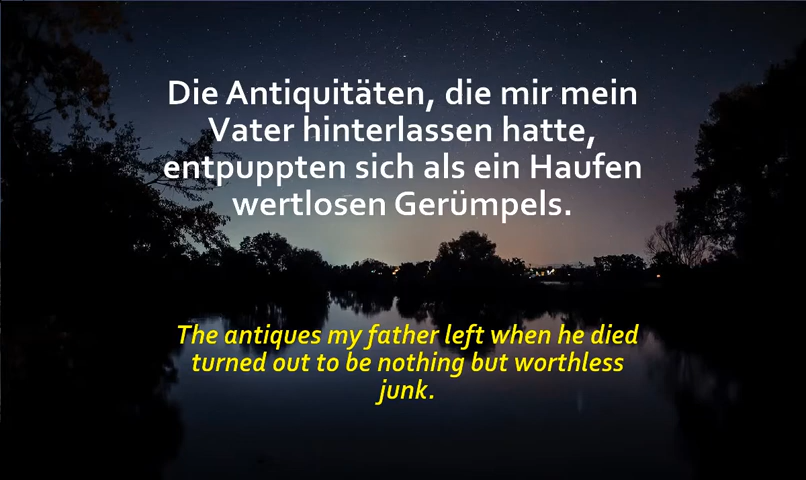 Die Antiquitäten, die mir mein
Vater hinterlassen hatte,
entpuppten sich als ein Haufen
wertlosen Gerümpels.
The antiques my father left when he died
turned out to be nothing but worthless
junk.